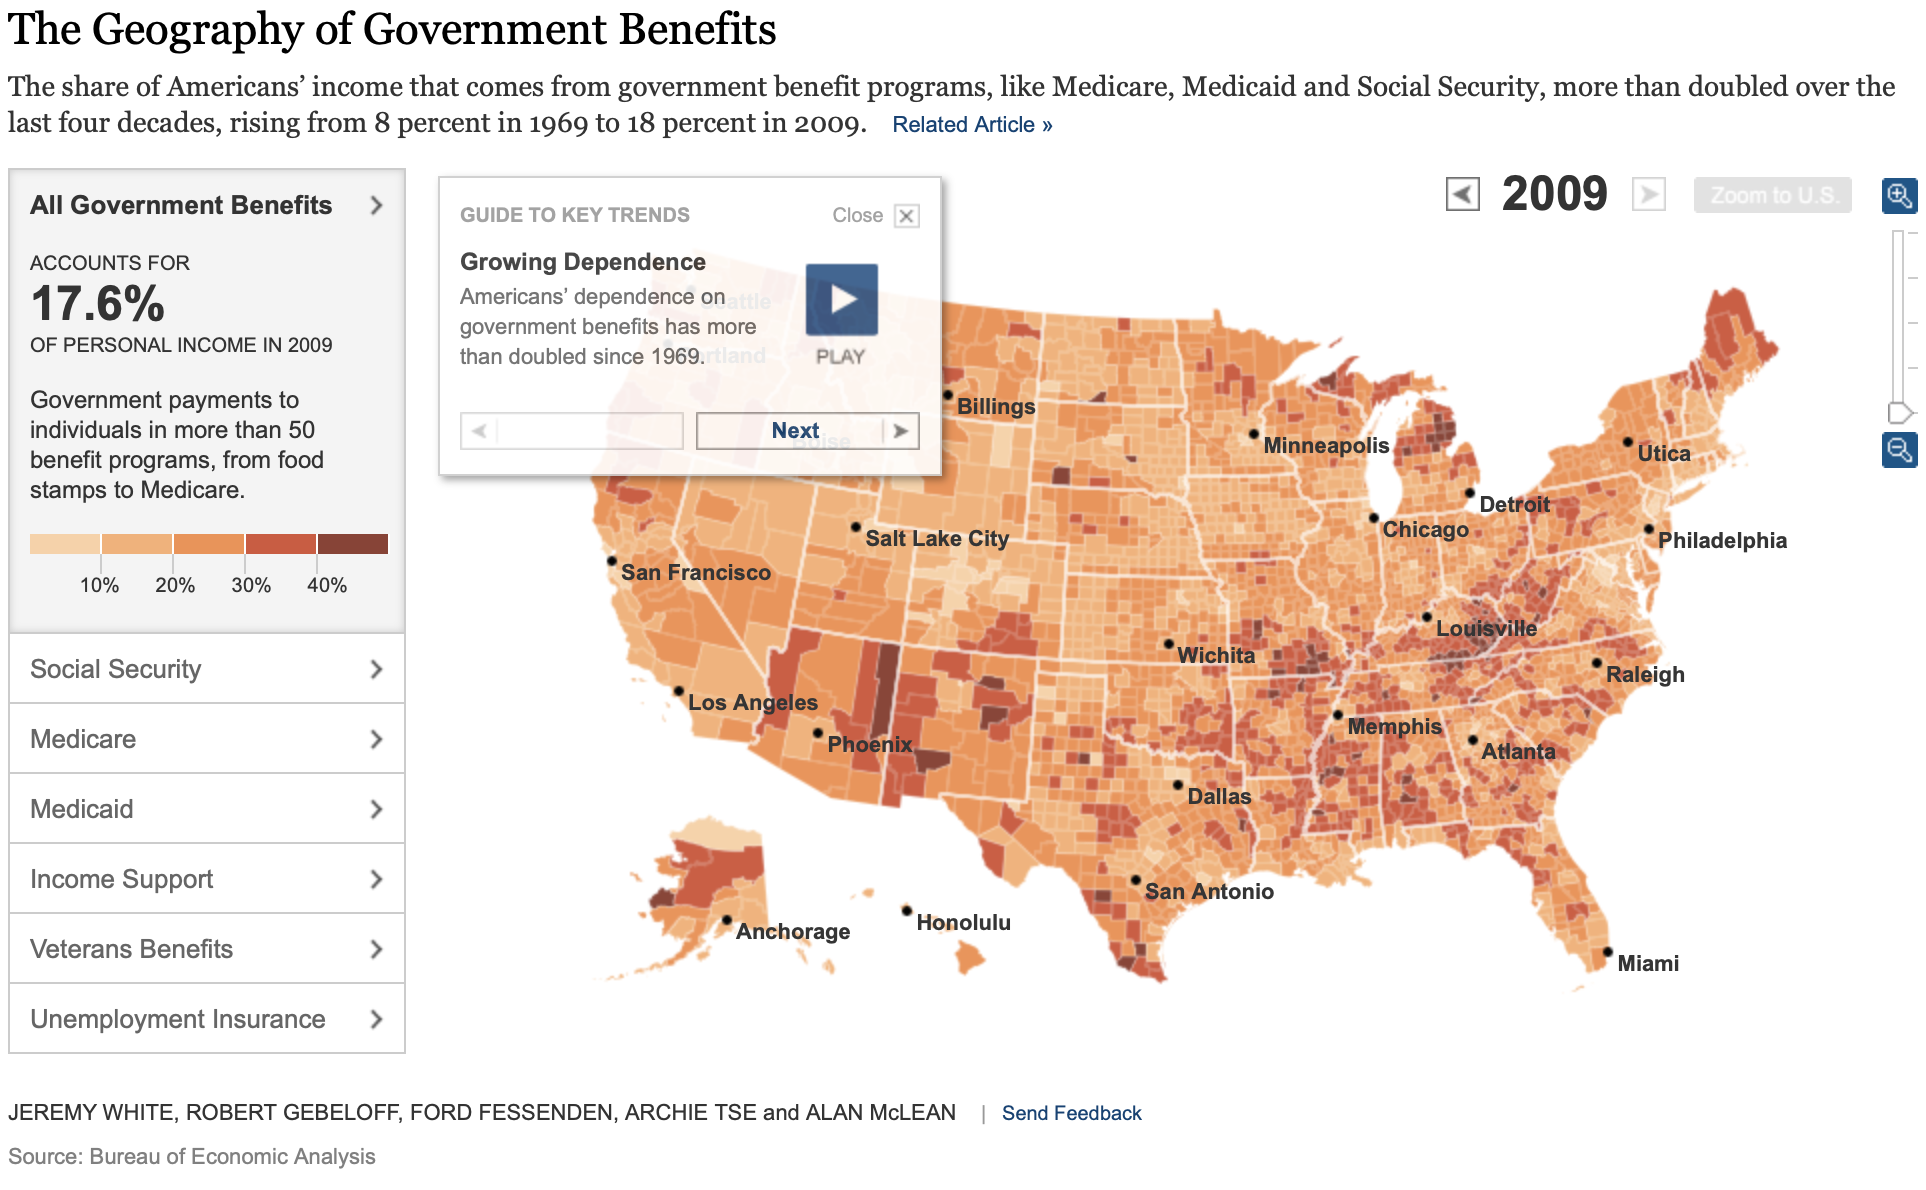 The Geography of Government Benefits
The share of Americans’ income that comes from government benefit programs, like Medicare, Medicaid and Social Security, more than doubled over the
last four decades, rising from 8 percent in 1969 to 18 percent in 2009. Related Article »
All Government Benefits
ACCOUNTS FOR
17.6%
OF PERSONAL INCOME IN 2009
Government payments to
individuals in more than 50
benefit programs, from food
stamps to Medicare.
10% 20% 30% 40%
Social Security
Medicare
Medicaid
Income Support
Veterans Benefits
Unemployment Insurance
GUIDE TO KEY TRENDS Close
Growing Dependence
Americans’ dependence on
government benefits has more
than doubled since 1969.
PLAY
Next
2009 Zoom to U.S.
Seattle
Portland
Boise
Billings
Minneapolis
Utica
Detroit
Chicago
Philadelphia
Salt Lake City
San Francisco
Louisville
Wichita
Raleigh
Los Angeles
Memphis
Phoenix
Atlanta
Dallas
San Antonio
Honolulu
Anchorage
Miami
JEREMY WHITE, ROBERT GEBELOFF, FORD FESSENDEN, ARCHIE TSE and ALAN McLEAN | Send Feedback
Source: Bureau of Economic Analysis